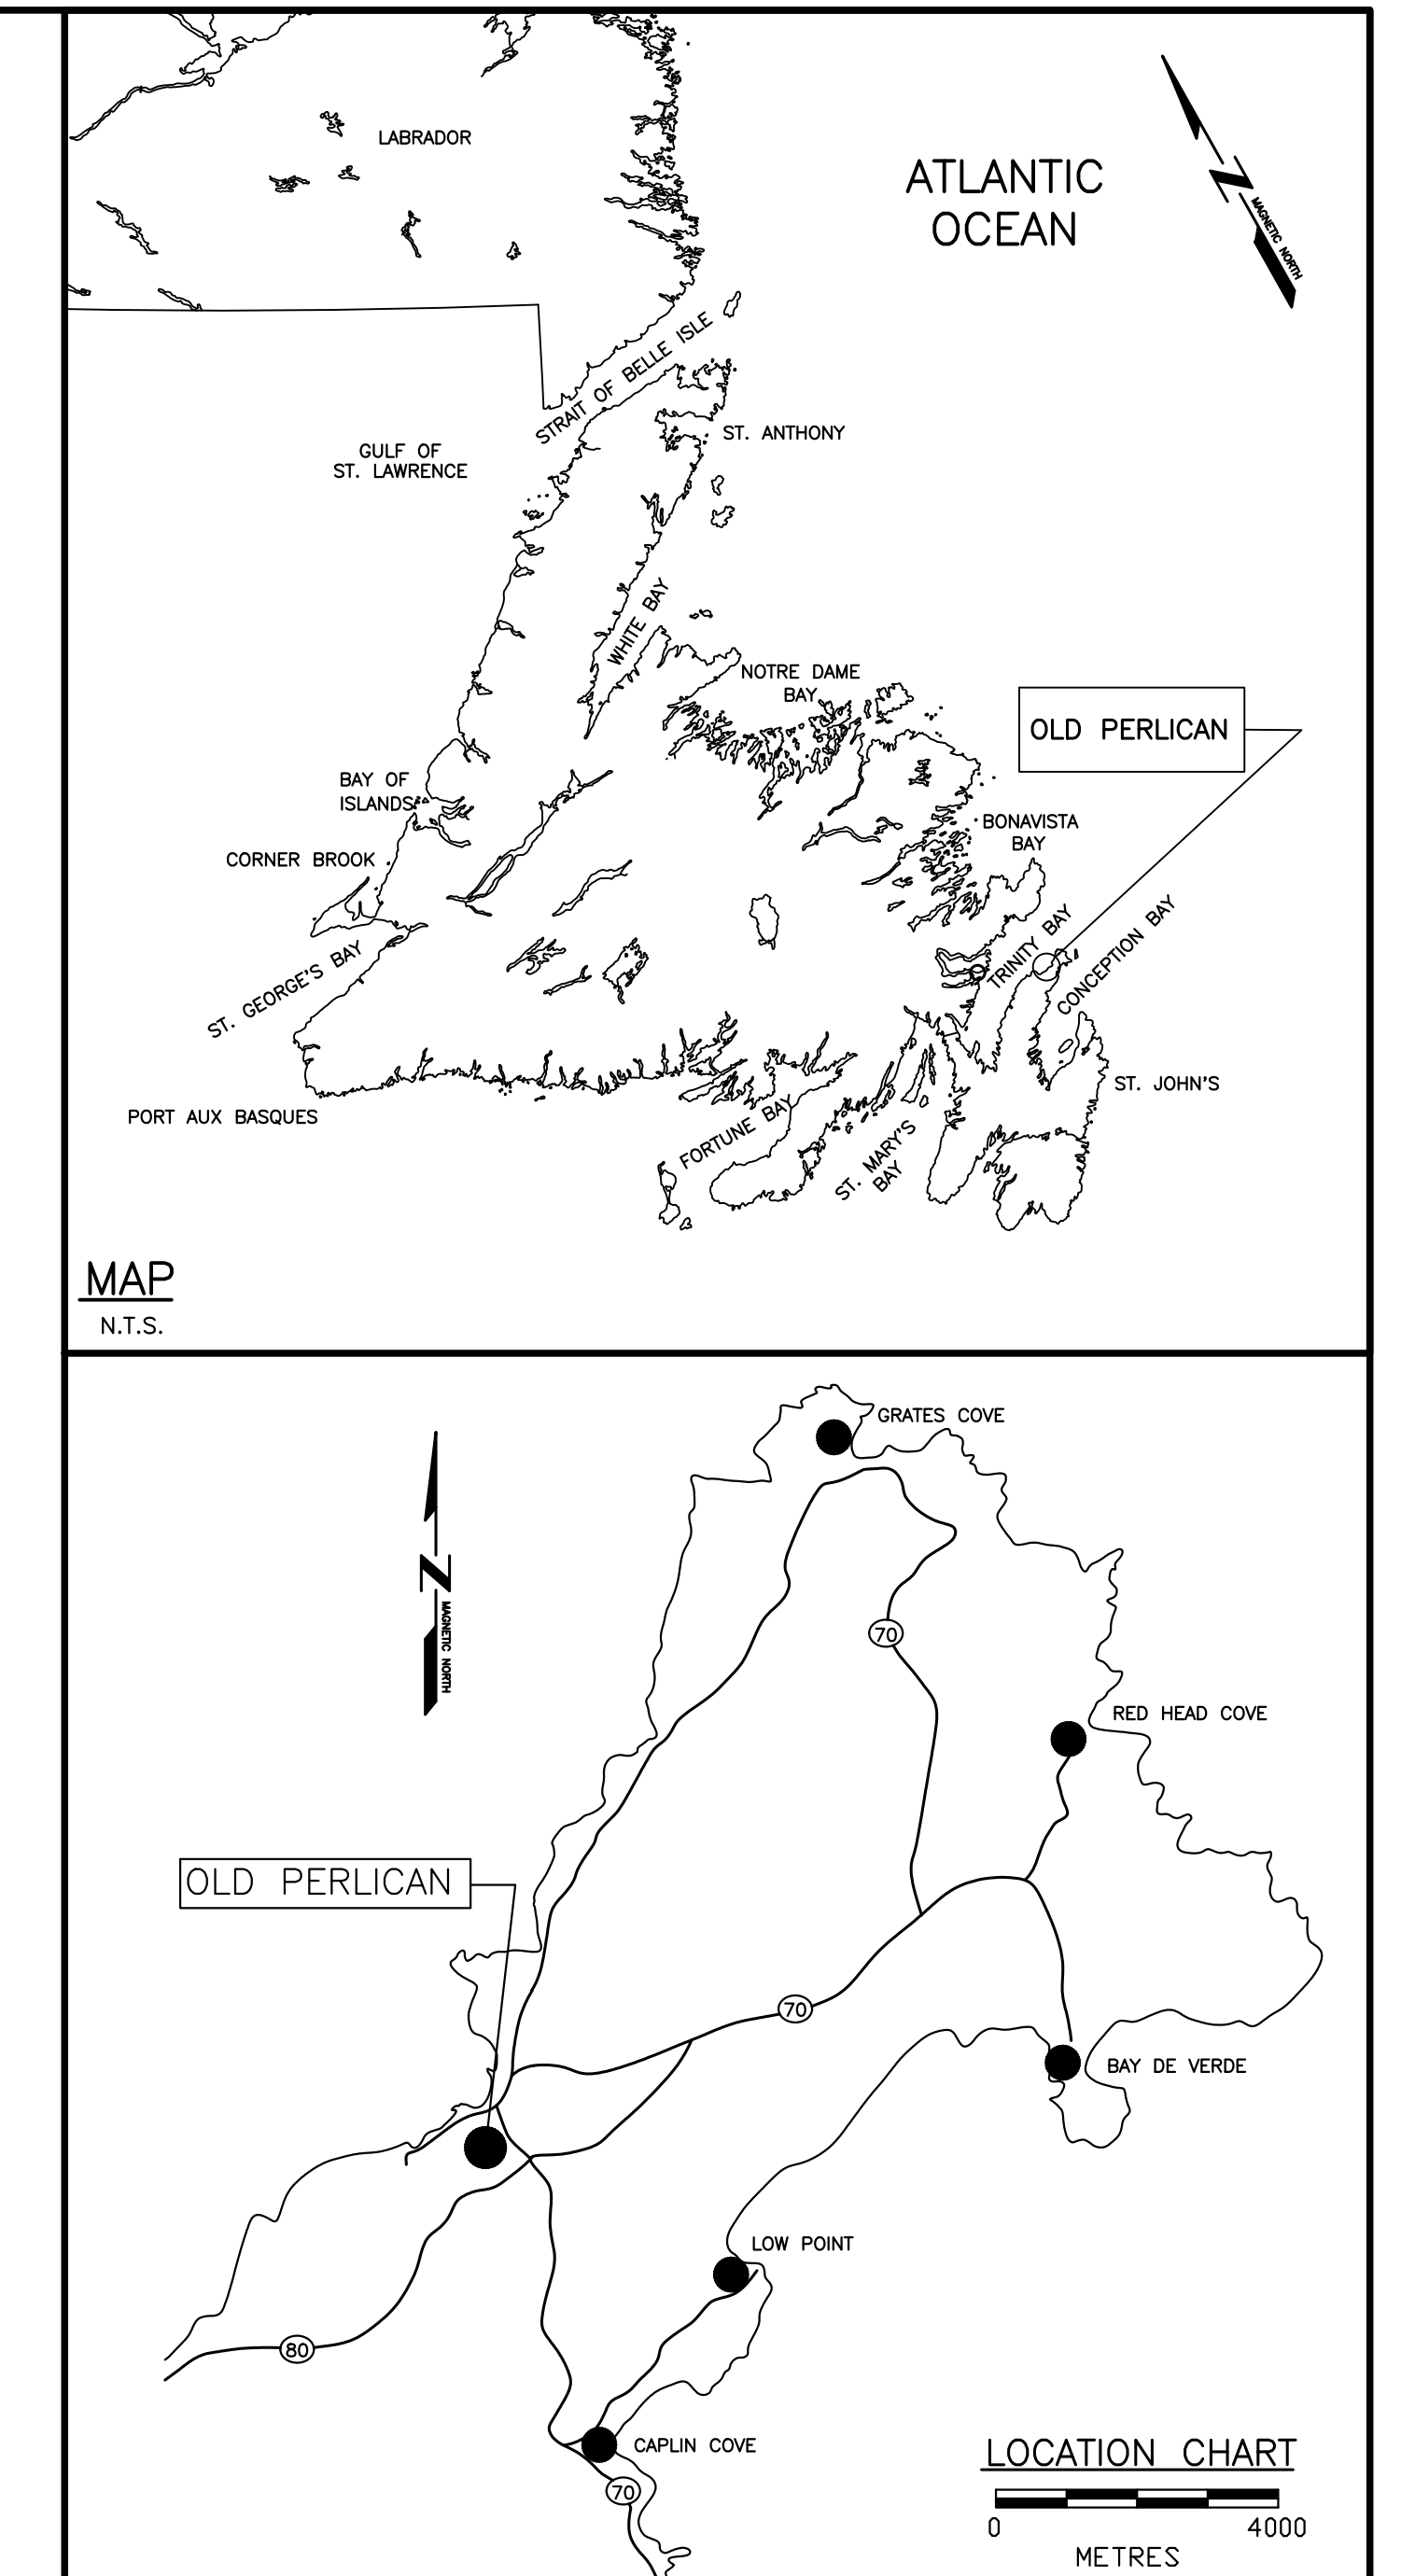 LABRADOR
ATLANTIC
OCEAN
N
MAGNETIC NORTH
STRAIT OF BELLE ISLE
ST. ANTHONY
GULF OF
ST. LAWRENCE
WHITE BAY
NOTRE DAME
BAY
OLD PERLICAN
BAY OF
ISLANDS
BONAVISTA
BAY
CORNER BROOK
TRINITY BAY
CONCEPTION BAY
ST. GEORGE'S BAY
ST. JOHN'S
PORT AUX BASQUES
FORTUNE BAY
ST. MARY'S
BAY
MAP
N.T.S.
GRATES COVE
N
MAGNETIC NORTH
70
RED HEAD COVE
OLD PERLICAN
70
BAY DE VERDE
LOW POINT
80
CAPLIN COVE
70
LOCATION CHART
0 4000
METRES